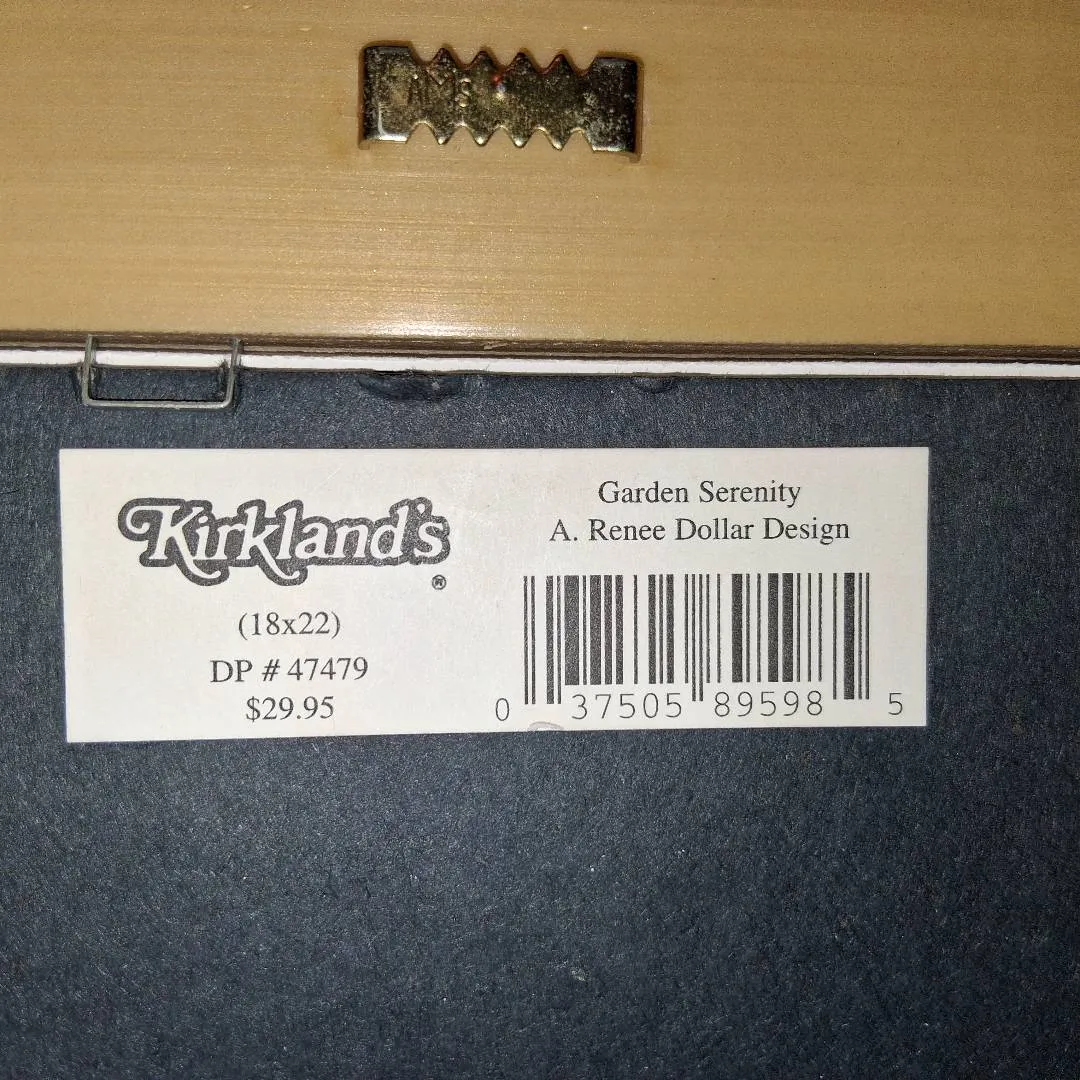 Kirkland's®
(18x22)
DP # 47479
$29.95
Garden Serenity
A. Renee Dollar Design
0 37505 89598 5